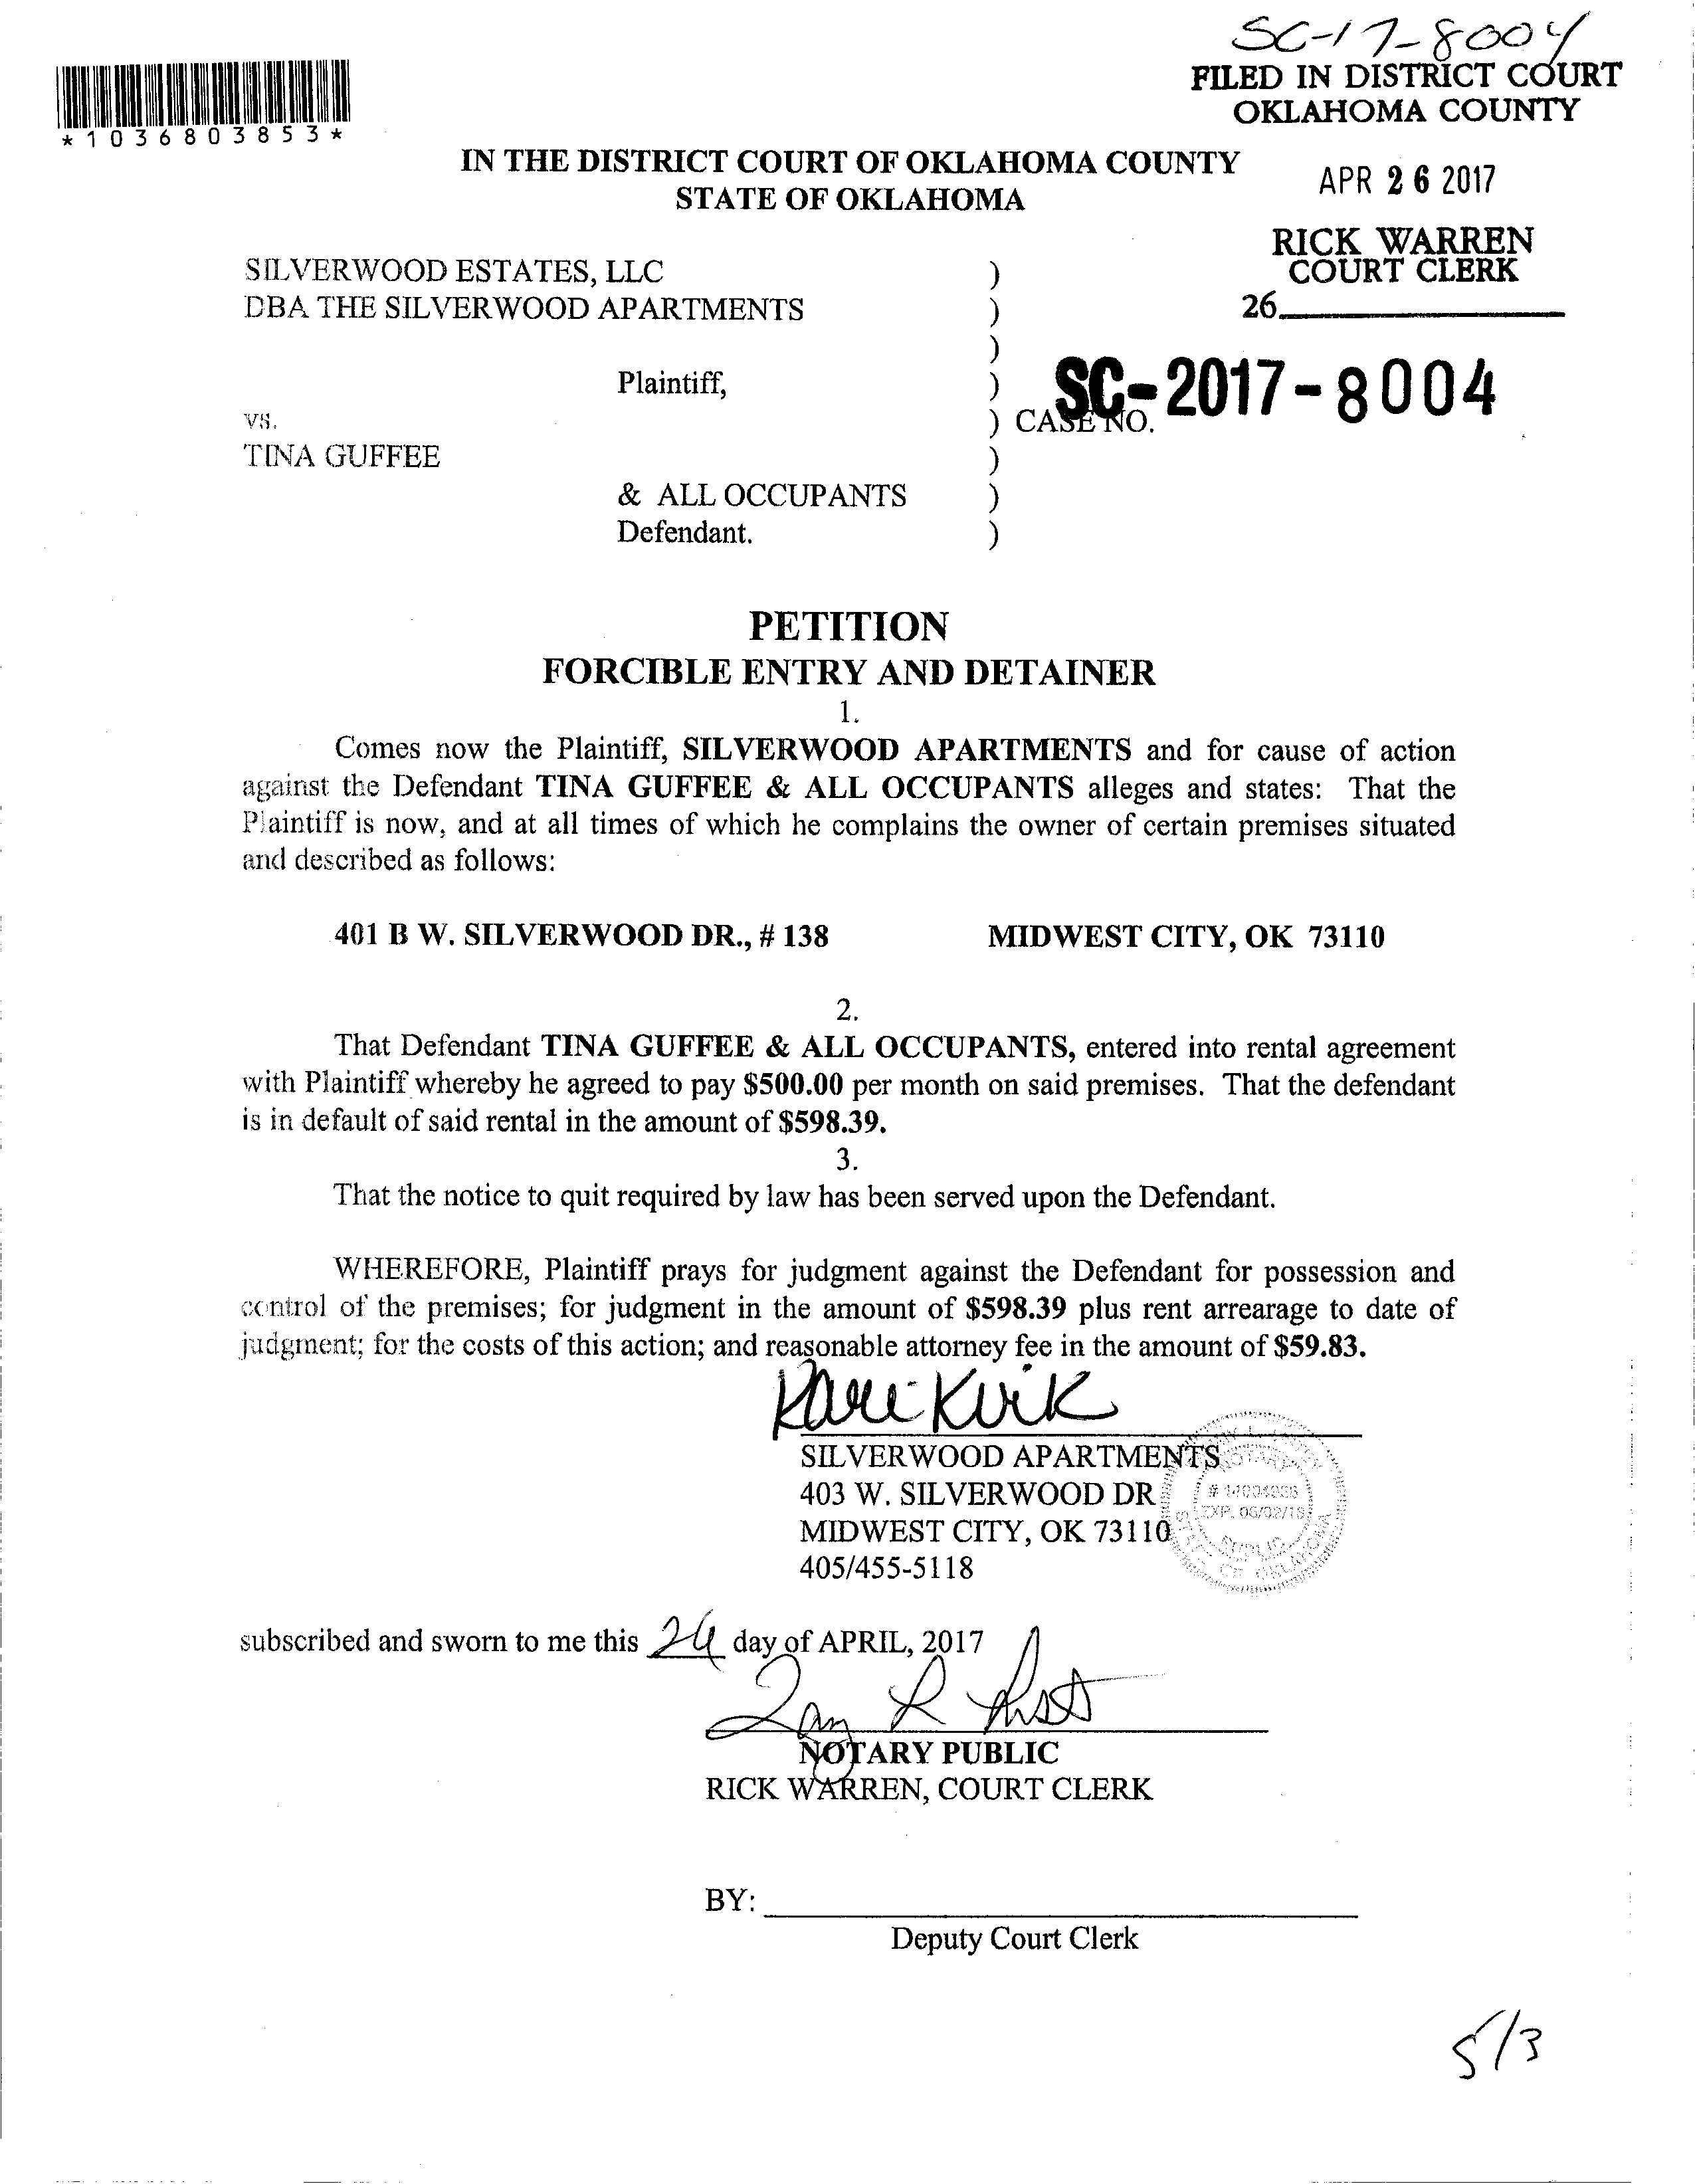 SC-17-8004
FILED IN DISTRICT COURT
OKLAHOMA COUNTY
*1036803853*
IN THE DISTRICT COURT OF OKLAHOMA COUNTY
STATE OF OKLAHOMA
APR 26 2017
RICK WARREN
COURT CLERK
26
SILVERWOOD ESTATES, LLC )
DBA THE SILVERWOOD APARTMENTS )
)
Plaintiff, )
vs. ) CASE NO. SC-2017-8004
TINA GUFFEE )
& ALL OCCUPANTS )
Defendant. )
PETITION
FORCIBLE ENTRY AND DETAINER
1.
Comes now the Plaintiff, SILVERWOOD APARTMENTS and for cause of action
against the Defendant TINA GUFFEE & ALL OCCUPANTS alleges and states: That the
Plaintiff is now, and at all times of which he complains the owner of certain premises situated
and described as follows:
401 B W. SILVERWOOD DR., # 138 MIDWEST CITY, OK 73110
2.
That Defendant TINA GUFFEE & ALL OCCUPANTS, entered into rental agreement
with Plaintiff whereby he agreed to pay $500.00 per month on said premises. That the defendant
is in default of said rental in the amount of $598.39.
3.
That the notice to quit required by law has been served upon the Defendant.
WHEREFORE, Plaintiff prays for judgment against the Defendant for possession and
control of the premises; for judgment in the amount of $598.39 plus rent arrearage to date of
judgment; for the costs of this action; and reasonable attorney fee in the amount of $59.83.
Kari Kirk
SILVERWOOD APARTMENTS
403 W. SILVERWOOD DR
MIDWEST CITY, OK 73110
405/455-5118
NOTARY
PUBLIC
OF OKLAHOMA
subscribed and sworn to me this 26 day of APRIL, 2017
NOTARY PUBLIC
RICK WARREN, COURT CLERK
BY:
Deputy Court Clerk
5/3